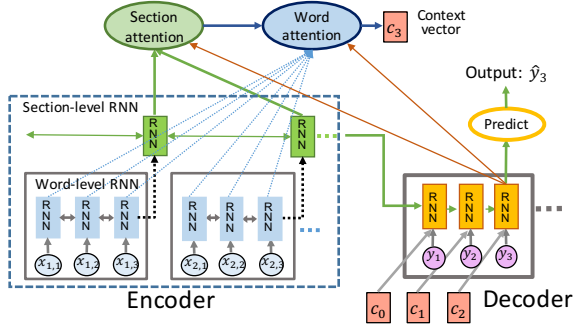 Section attention
Word attention
c₃
Context vector
Output: ŷ₃
Section-level RNN
RNN
RNN
Predict
Word-level RNN
RNN
RNN
RNN
RNN
RNN
RNN
RNN
RNN
RNN
x₁,₁
x₁,₂
x₁,₃
x₂,₁
x₂,₂
x₂,₃
y₁
y₂
y₃
Encoder
c₀
c₁
c₂
Decoder